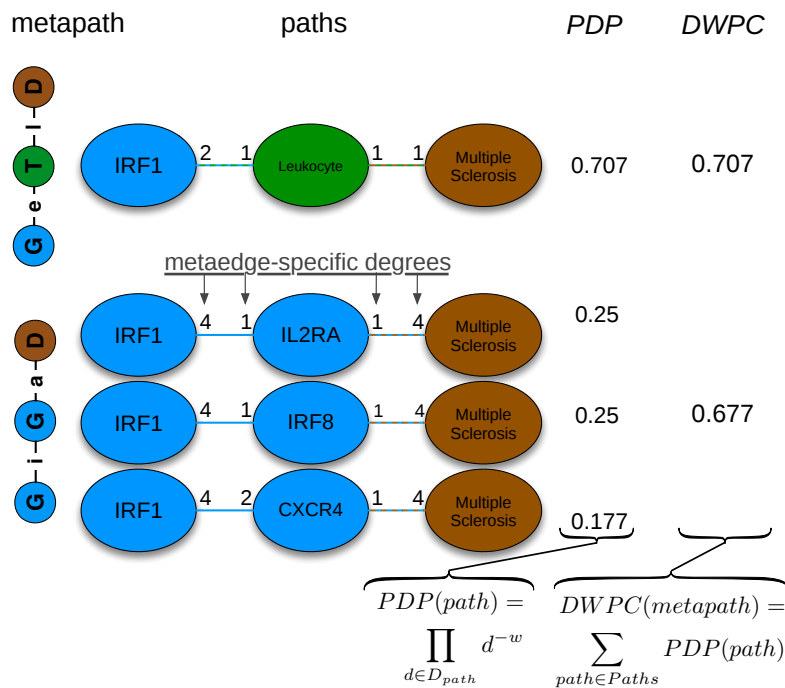 metapath paths PDP DWPC
G e T l D
IRF1 2 1 Leukocyte 1 1 Multiple Sclerosis 0.707 0.707
metaedge-specific degrees
G i G a D
IRF1 4 1 IL2RA 1 4 Multiple Sclerosis 0.25
IRF1 4 1 IRF8 1 4 Multiple Sclerosis 0.25 0.677
IRF1 4 2 CXCR4 1 4 Multiple Sclerosis 0.177
PDP(path) =
∏ d∈D_path d^−w
DWPC(metapath) =
∑ path∈Paths PDP(path)